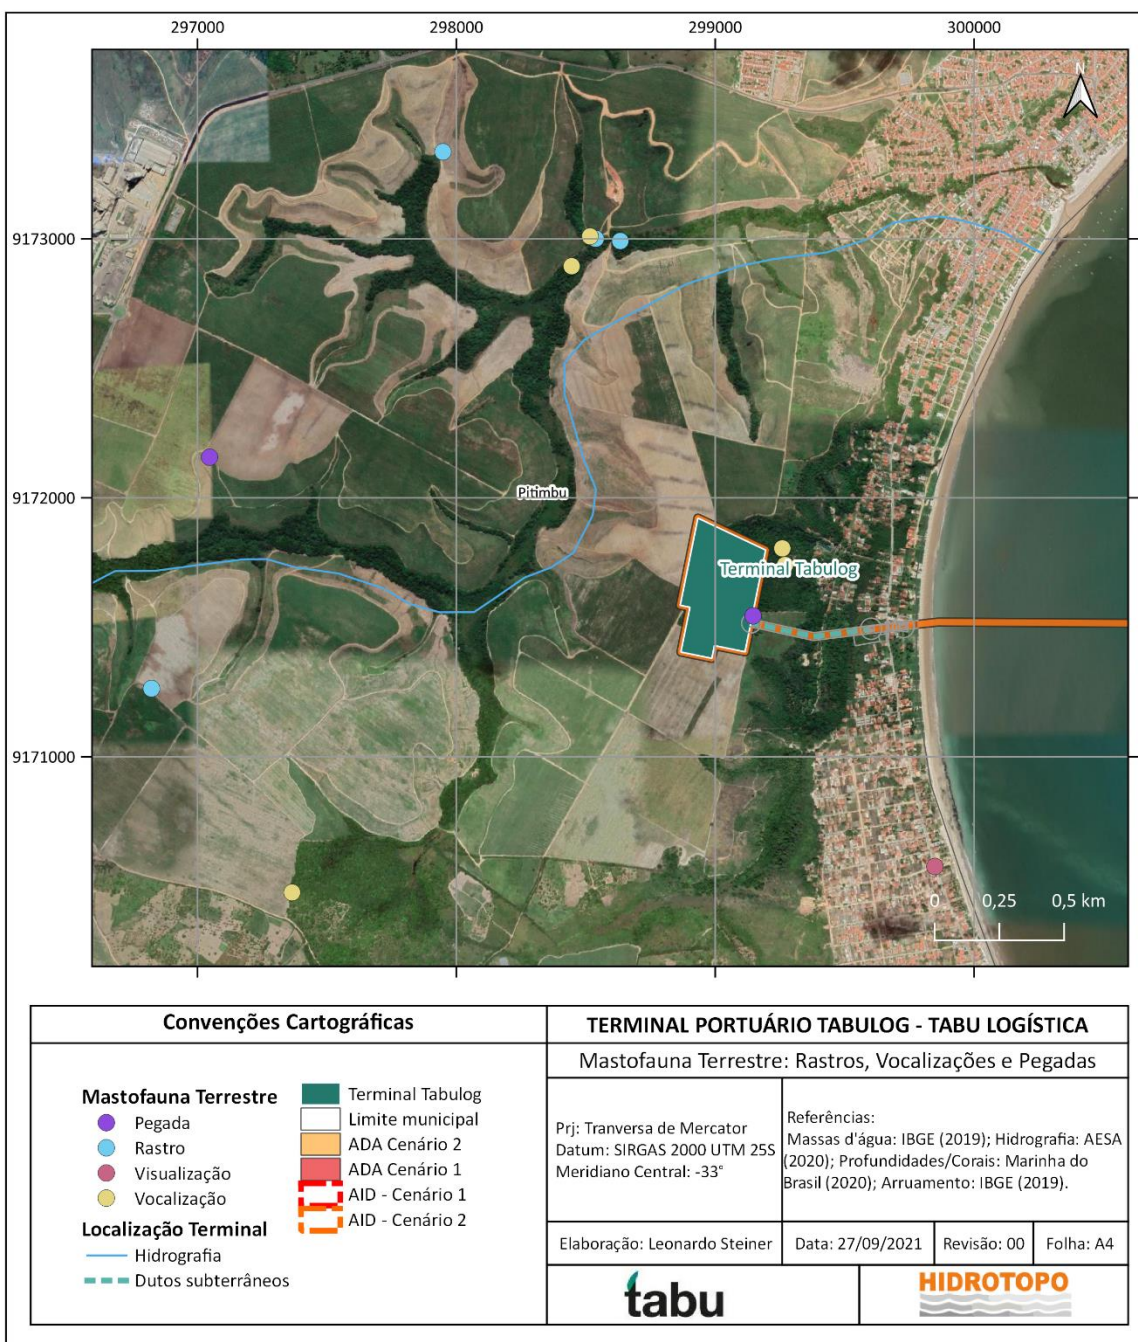 297000
298000
299000
300000
N
9173000
9172000
Pitimbu
Terminal Tabulog
9171000
0
0,25
0,5 km
Convenções Cartográficas
Mastofauna Terrestre
Pegada
Rastro
Visualização
Vocalização
Localização Terminal
Hidrografia
Dutos subterrâneos
Terminal Tabulog
Limite municipal
ADA Cenário 2
ADA Cenário 1
AID - Cenário 1
AID - Cenário 2
TERMINAL PORTUÁRIO TABULOG - TABU LOGÍSTICA
Mastofauna Terrestre: Rastros, Vocalizações e Pegadas
Prj: Tranversa de Mercator
Datum: SIRGAS 2000 UTM 25S
Meridiano Central: -33°
Referências:
Massas d'água: IBGE (2019); Hidrografia: AESA
(2020); Profundidades/Corais: Marinha do
Brasil (2020); Arruamento: IBGE (2019).
Elaboração: Leonardo Steiner
Data: 27/09/2021
Revisão: 00
Folha: A4
tabu
HIDROTOPO